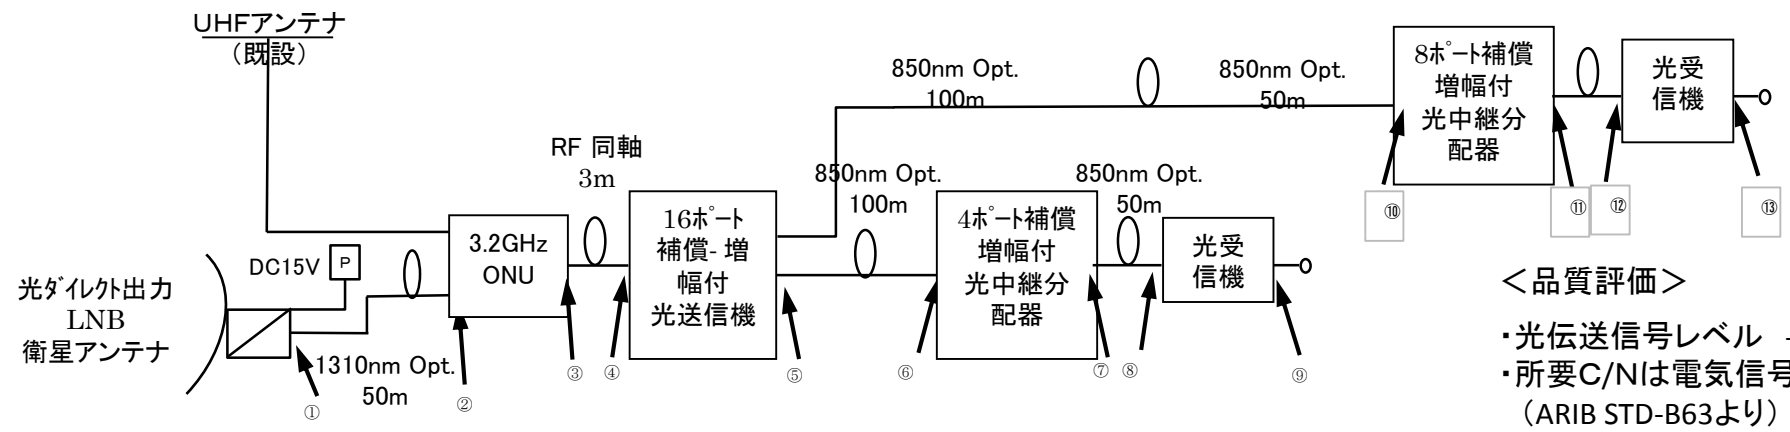 UHFアンテナ
（既設）
光ダイレクト出力
LNB
衛星アンテナ
DC15V
P
1310nm Opt.
50m
①
②
3.2GHz
ONU
③
RF 同軸
3m
④
16ポート
補償-増
幅付
光送信機
⑤
850nm Opt.
100m
⑥
4ポート補償
増幅付
光中継分
配器
⑦
850nm Opt.
50m
⑧
光受
信機
⑨
850nm Opt.
100m
850nm Opt.
50m
⑩
8ポート補償
増幅付
光中継分
配器
⑪
⑫
光受
信機
⑬
＜品質評価＞
・光伝送信号レベル
・所要C/Nは電気信号
（ARIB STD-B63より）